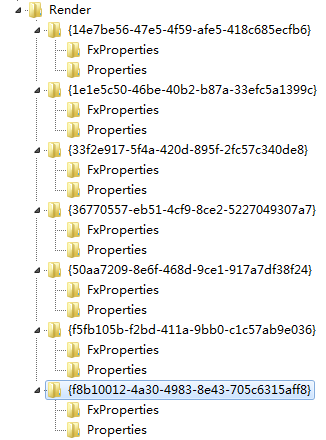 Render
{14e7be56-47e5-4f59-afe5-418c685ecfb6}
FxProperties
Properties
{1e1e5c50-46be-40b2-b87a-33efc5a1399c}
FxProperties
Properties
{33f2e917-5f4a-420d-895f-2fc57c340de8}
FxProperties
Properties
{36770557-eb51-4cf9-8ce2-5227049307a7}
FxProperties
Properties
{50aa7209-8e6f-468d-9ce1-917a7df38f24}
FxProperties
Properties
{f5fb105b-f2bd-411a-9bb0-c1c57ab9e036}
FxProperties
Properties
{f8b10012-4a30-4983-8e43-705c6315aff8}
FxProperties
Properties